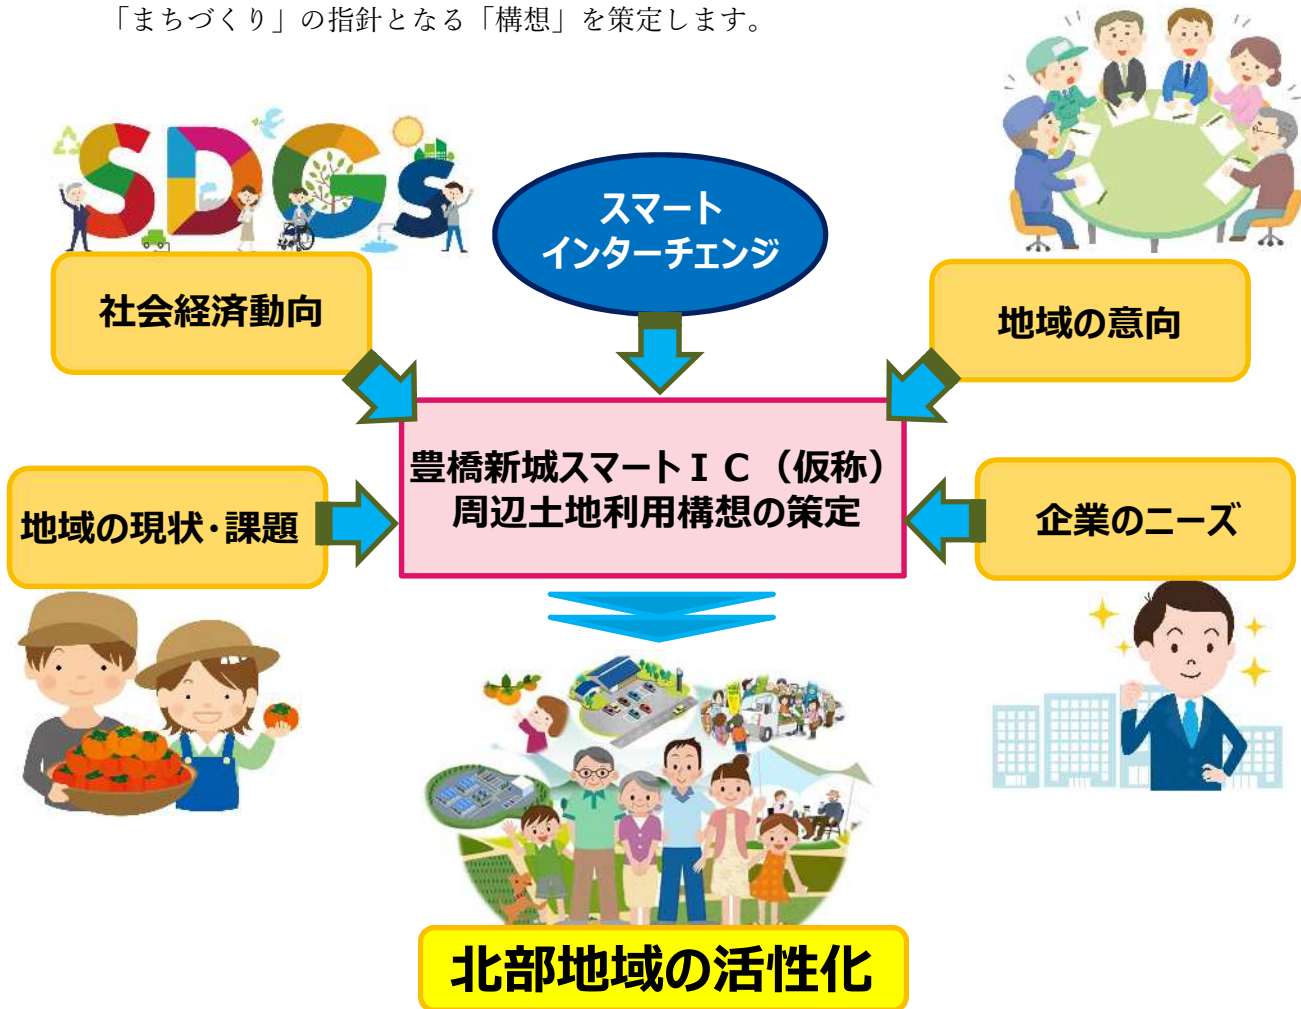 「まちづくり」の指針となる「構想」を策定します。
SDGs
スマート
インターチェンジ
社会経済動向
地域の意向
豊橋新城スマートＩＣ（仮称）
周辺土地利用構想の策定
地域の現状・課題
企業のニーズ
北部地域の活性化